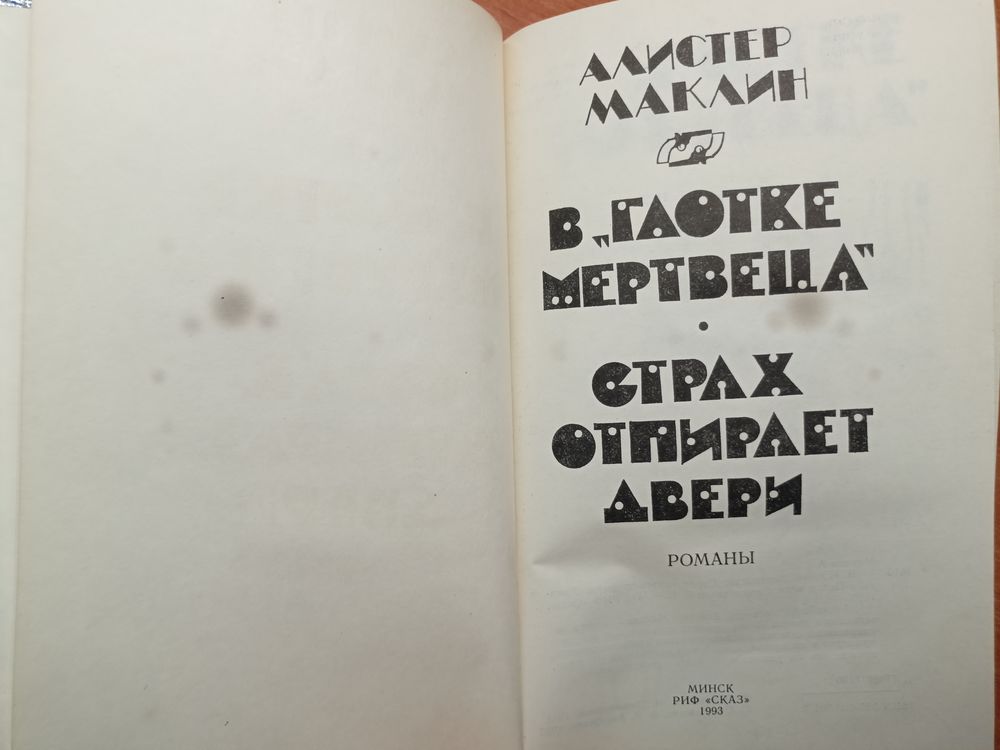 АЛИСТЕР
МАКЛИН
В „ГЛОТКЕ
МЕРТВЕЦА"
СТРАХ
ОТПИРАЕТ
ДВЕРИ
РОМАНЫ
МИНСК
РИФ «СКАЗ»
1993